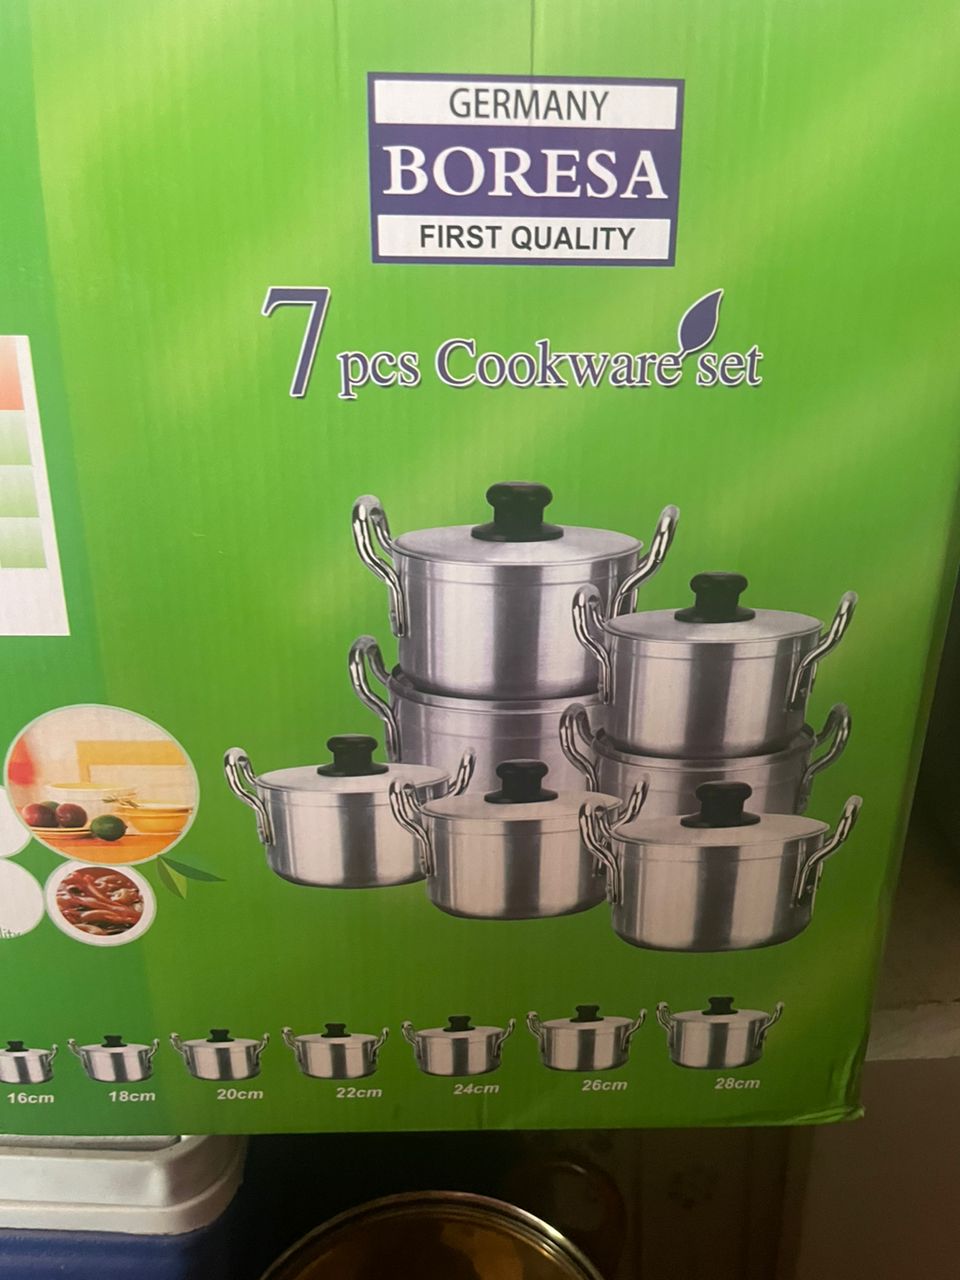 GERMANY
BORESA
FIRST QUALITY
7 pcs Cookware set
16cm
18cm
20cm
22cm
24cm
26cm
28cm